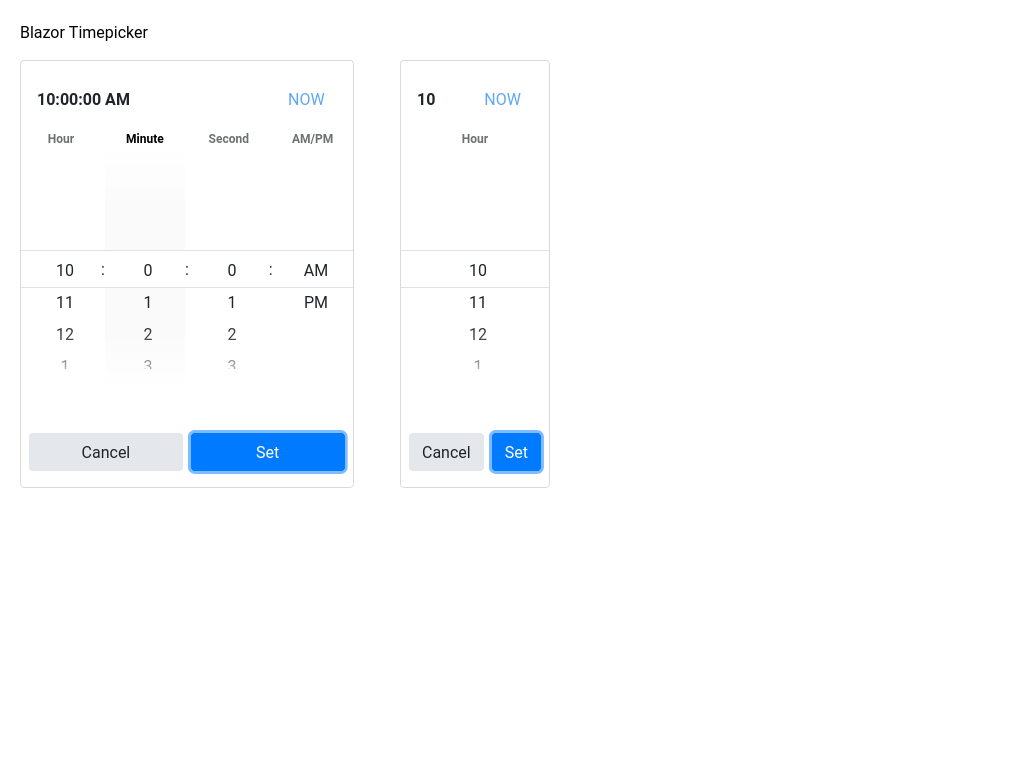 Blazor Timepicker
10:00:00 AM NOW
Hour Minute Second AM/PM
10 : 0 : 0 : AM
11 1 1 PM
12 2 2
1 3 3
Cancel Set
10 NOW
Hour
10
11
12
1
Cancel Set